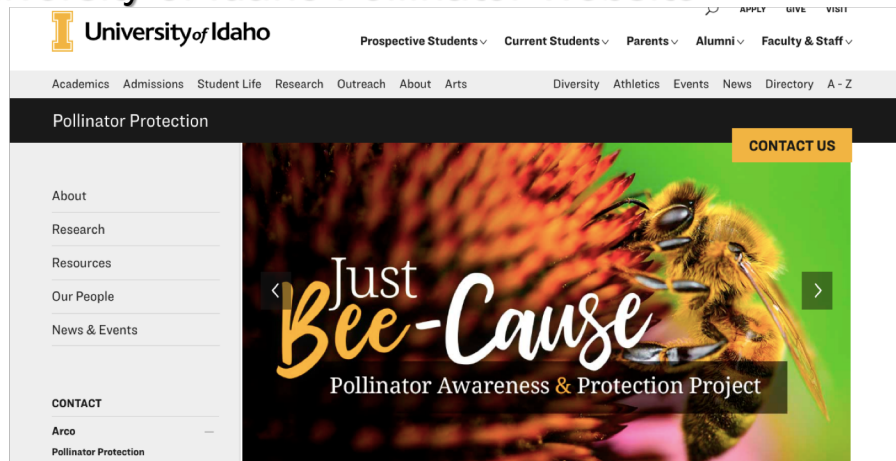 I
University of Idaho
APPLY GIVE VISIT
Prospective Students Current Students Parents Alumni Faculty & Staff
Academics Admissions Student Life Research Outreach About Arts Diversity Athletics Events News Directory A - Z
Pollinator Protection
CONTACT US
About
Research
Resources
Our People
News & Events
CONTACT
Arco
Pollinator Protection
Just
Bee-Cause
Pollinator Awareness & Protection Project